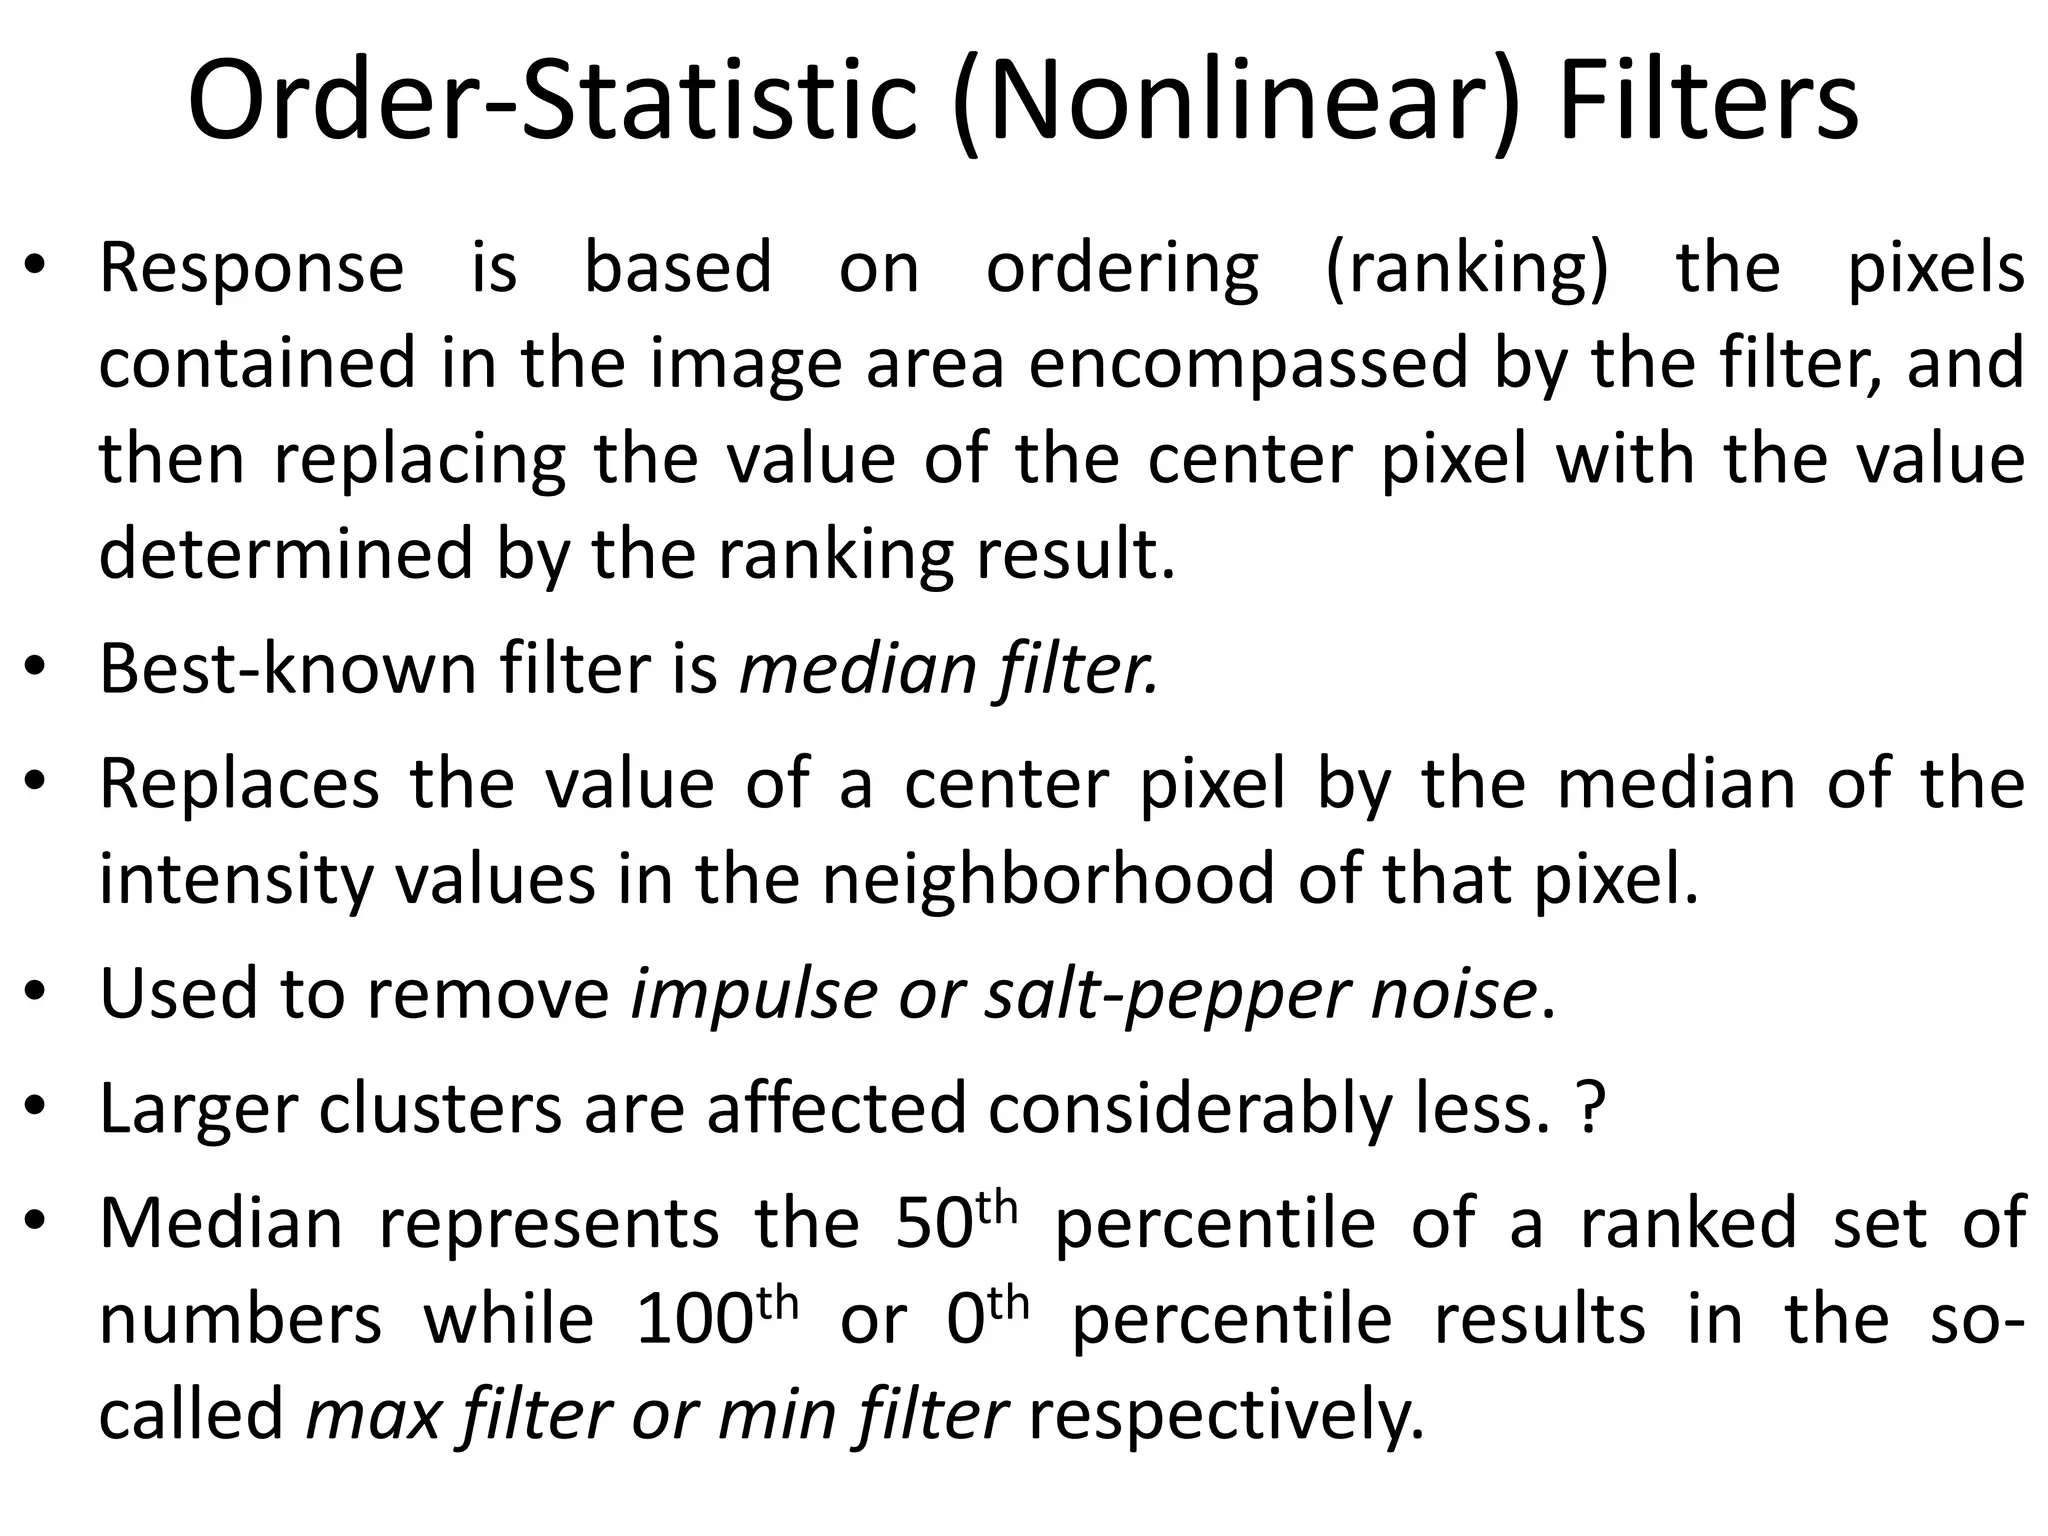 Order-Statistic (Nonlinear) Filters
• Response is based on ordering (ranking) the pixels
contained in the image area encompassed by the filter, and
then replacing the value of the center pixel with the value
determined by the ranking result.
• Best-known filter is median filter.
• Replaces the value of a center pixel by the median of the
intensity values in the neighborhood of that pixel.
• Used to remove impulse or salt-pepper noise.
• Larger clusters are affected considerably less. ?
• Median represents the 50th percentile of a ranked set of
numbers while 100th or 0th percentile results in the so-
called max filter or min filter respectively.